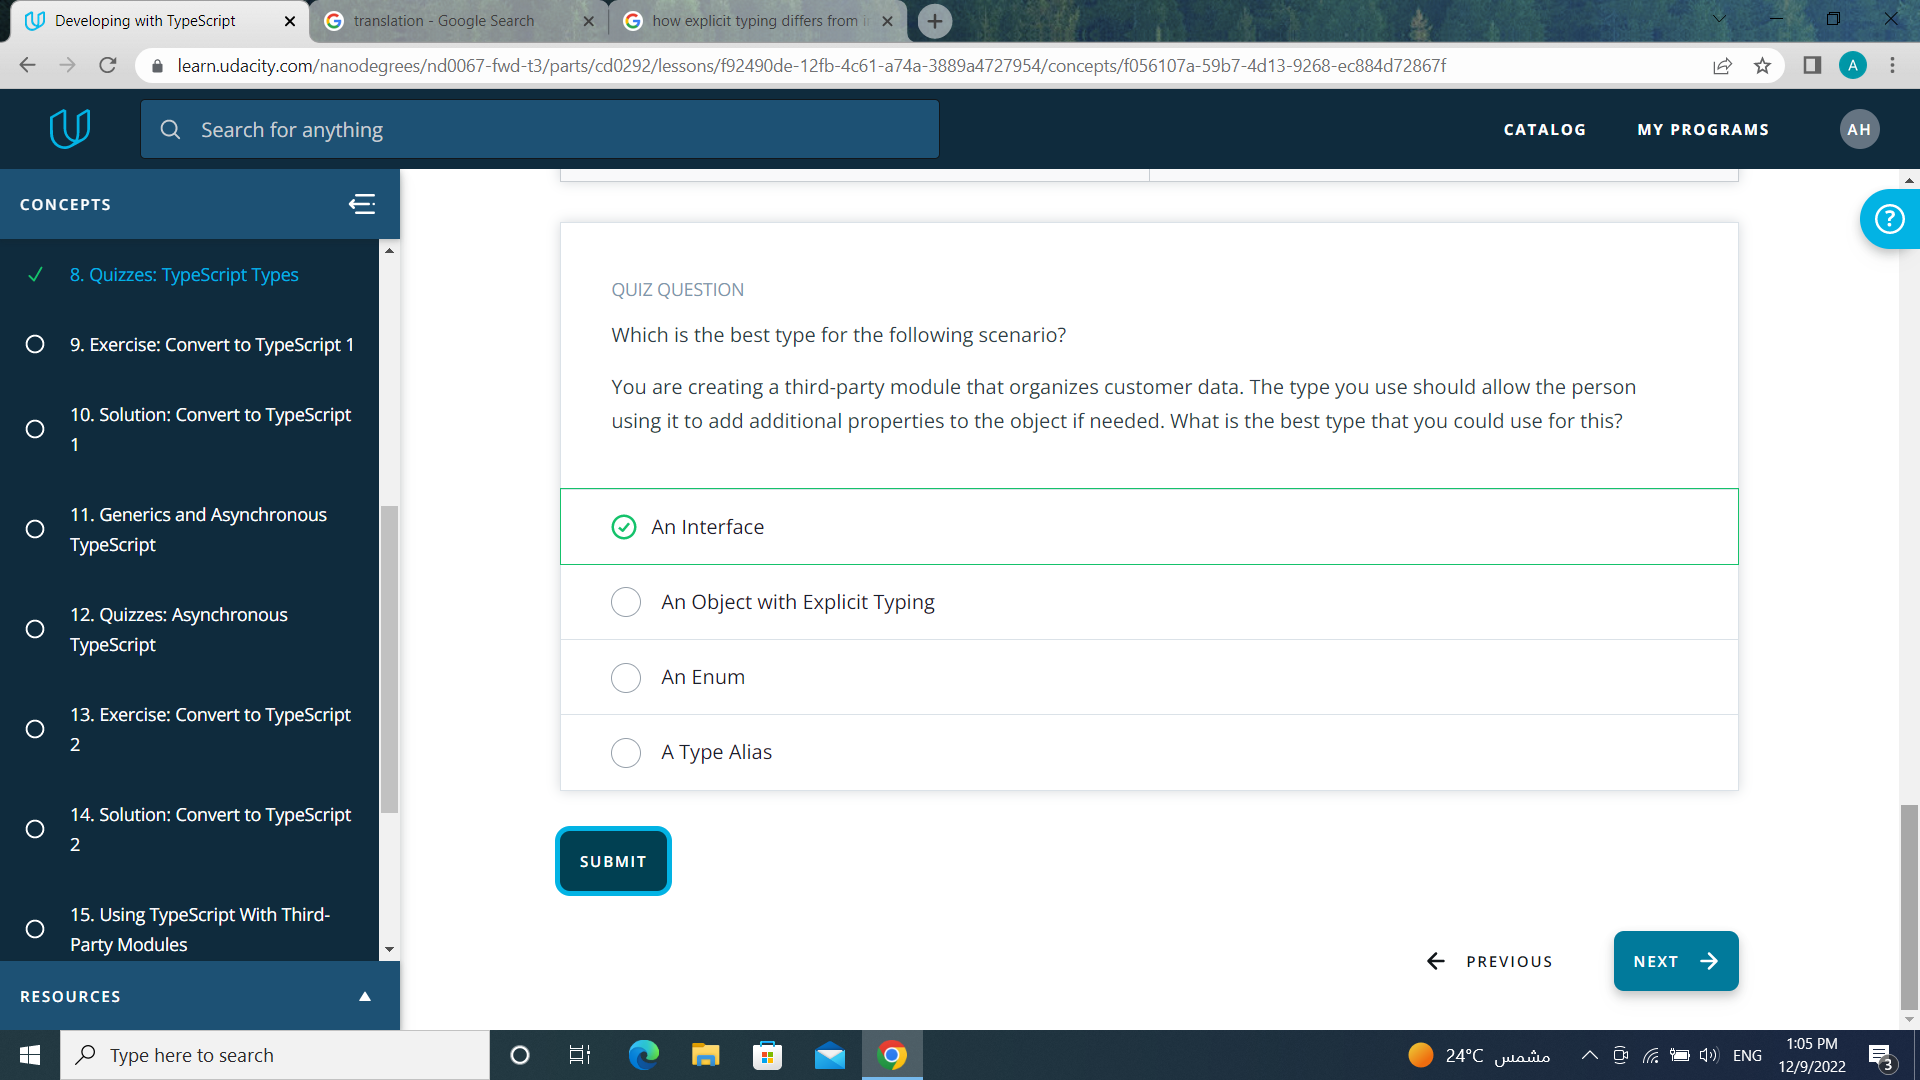 Developing with TypeScript
translation - Google Search
how explicit typing differs from i
learn.udacity.com/nanodegrees/nd0067-fwd-t3/parts/cd0292/lessons/f92490de-12fb-4c61-a74a-3889a4727954/concepts/f056107a-59b7-4d13-9268-ec884d72867f
A
Search for anything
CATALOG
MY PROGRAMS
AH
CONCEPTS
8. Quizzes: TypeScript Types
9. Exercise: Convert to TypeScript 1
10. Solution: Convert to TypeScript
1
11. Generics and Asynchronous
TypeScript
12. Quizzes: Asynchronous
TypeScript
13. Exercise: Convert to TypeScript
2
14. Solution: Convert to TypeScript
2
15. Using TypeScript With Third-
Party Modules
RESOURCES
QUIZ QUESTION
Which is the best type for the following scenario?
You are creating a third-party module that organizes customer data. The type you use should allow the person
using it to add additional properties to the object if needed. What is the best type that you could use for this?
An Interface
An Object with Explicit Typing
An Enum
A Type Alias
SUBMIT
PREVIOUS
NEXT
?
Type here to search
24°C مشمس
ENG
1:05 PM
12/9/2022
3